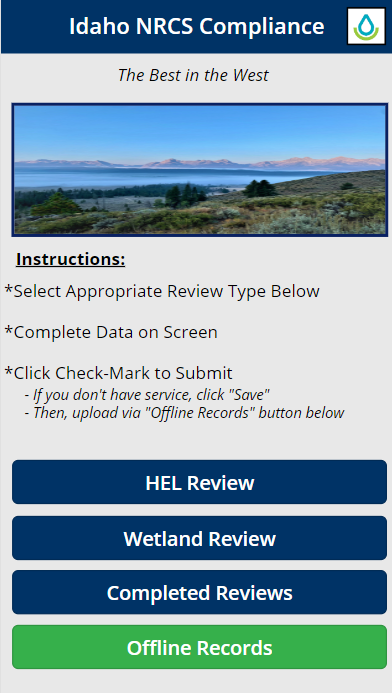 Idaho NRCS Compliance
The Best in the West
Instructions:
*Select Appropriate Review Type Below
*Complete Data on Screen
*Click Check-Mark to Submit
- If you don't have service, click "Save"
- Then, upload via "Offline Records" button below
HEL Review
Wetland Review
Completed Reviews
Offline Records